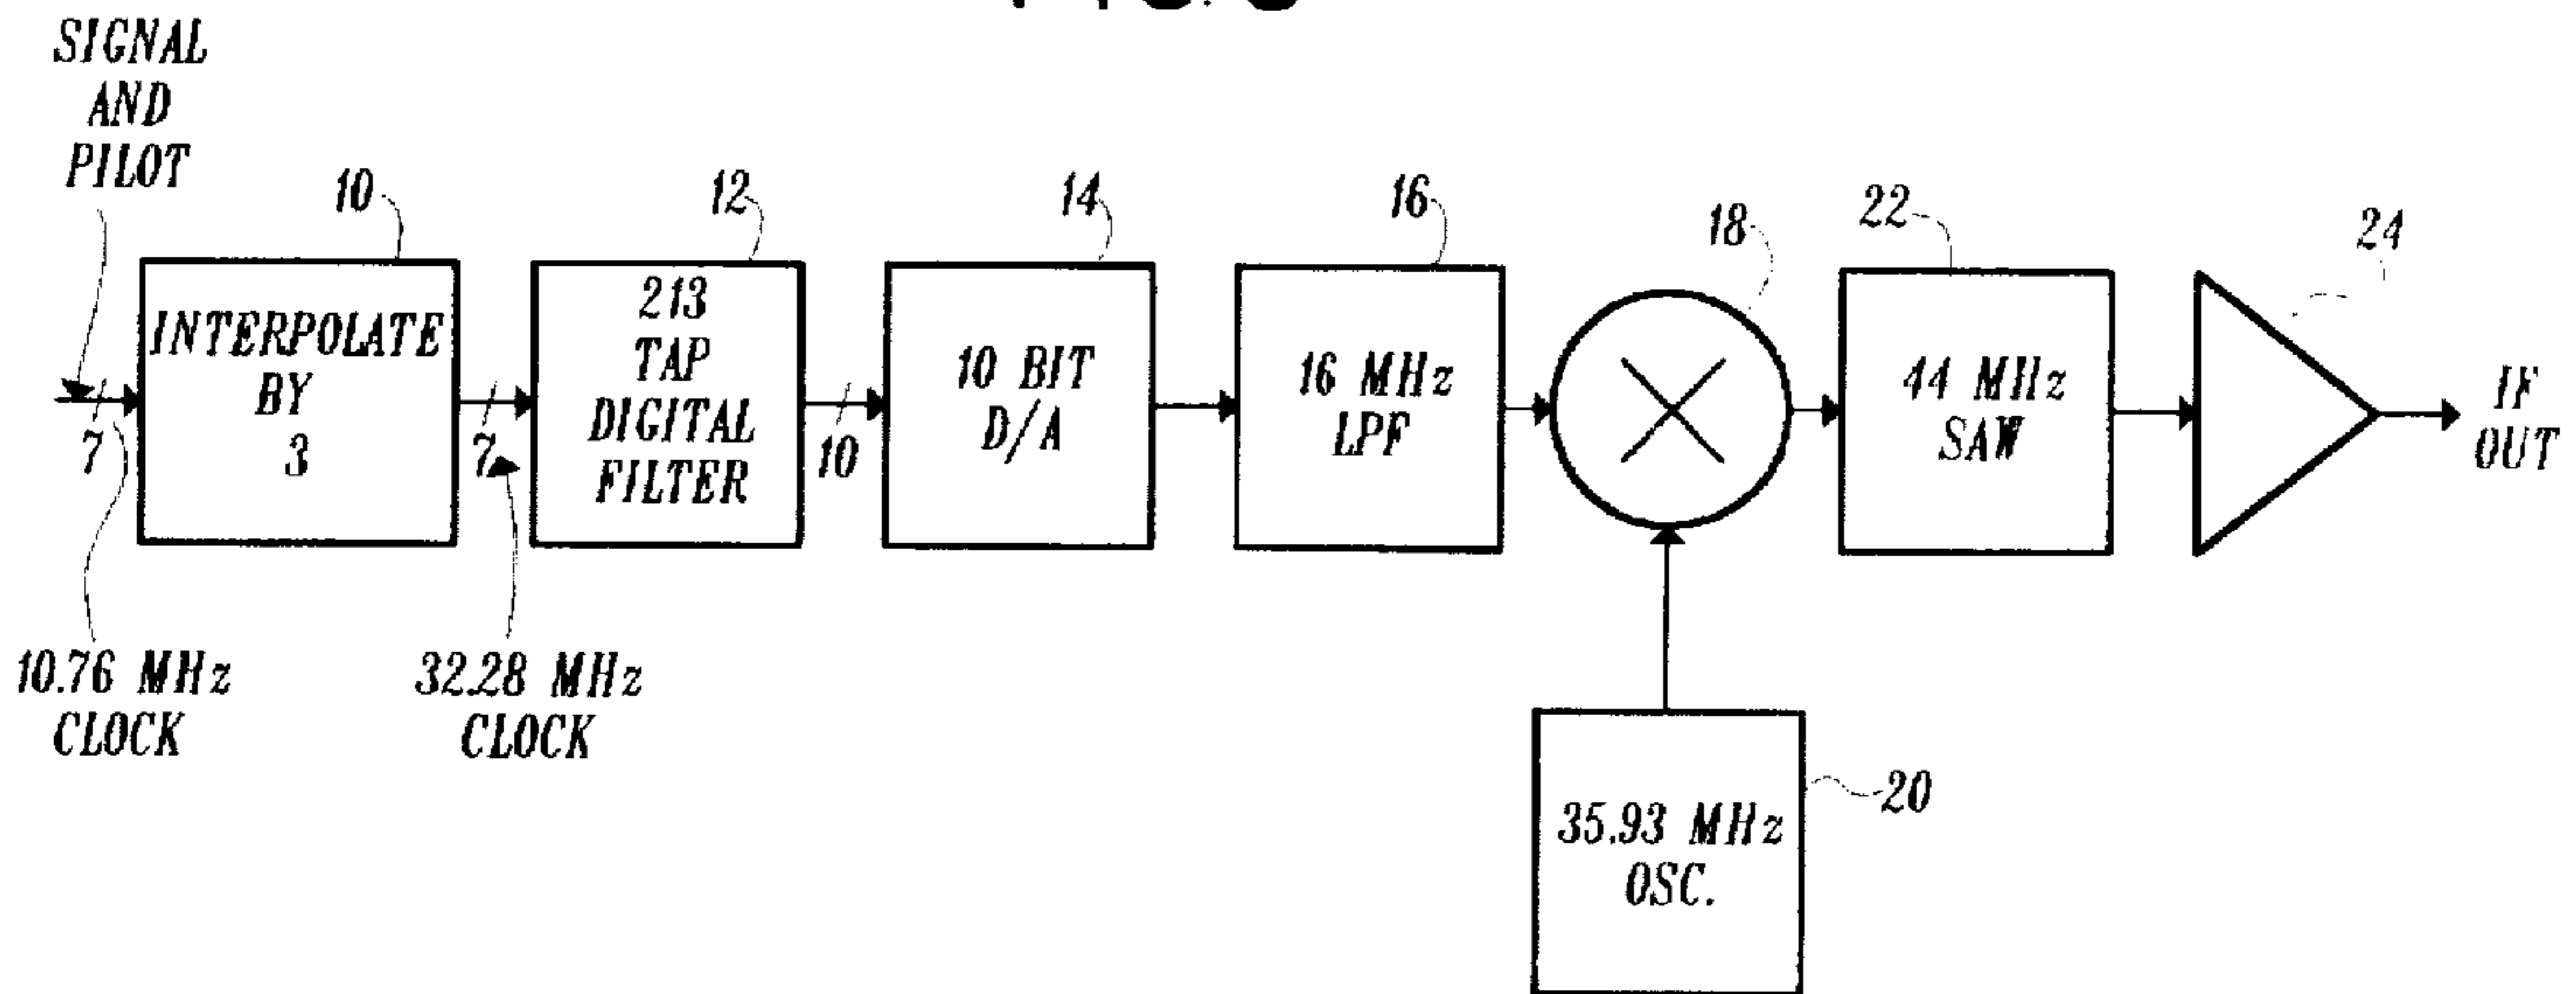 SIGNAL
AND
PILOT
10
12
14
16
18
22
24
INTERPOLATE
BY
3
213
TAP
DIGITAL
FILTER
10 BIT
D/A
16 MHz
LPF
44 MHz
SAW
IF
OUT
7
7
10
10.76 MHz
CLOCK
32.28 MHz
CLOCK
35.93 MHz
OSC.
20